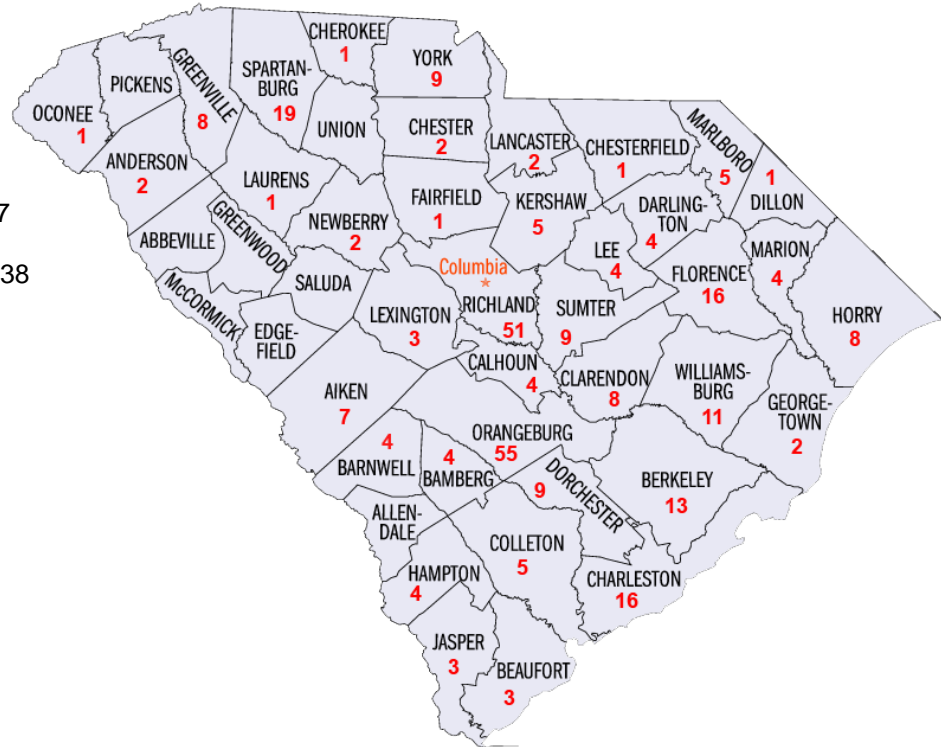 CHEROKEE
1
YORK
9
SPARTAN-
BURG
19
GREENVILLE
8
PICKENS
OCONEE
1
UNION
CHESTER
2
LANCASTER
2
CHESTERFIELD
1
MARLBORO
5
1
DILLON
ANDERSON
2
LAURENS
1
NEWBERRY
2
FAIRFIELD
1
KERSHAW
5
DARLING-
TON
4
LEE
4
FLORENCE
16
MARION
4
HORRY
8
7
38
ABBEVILLE
GREENWOOD
McCORMICK
SALUDA
EDGE-
FIELD
LEXINGTON
3
Columbia
RICHLAND
51
SUMTER
9
CALHOUN
4
CLARENDON
8
WILLIAMS-
BURG
11
GEORGE-
TOWN
2
AIKEN
7
4
BARNWELL
4
BAMBERG
ORANGEBURG
55
9
DORCHESTER
BERKELEY
13
ALLEN-
DALE
COLLETON
5
HAMPTON
4
CHARLESTON
16
JASPER
3
BEAUFORT
3